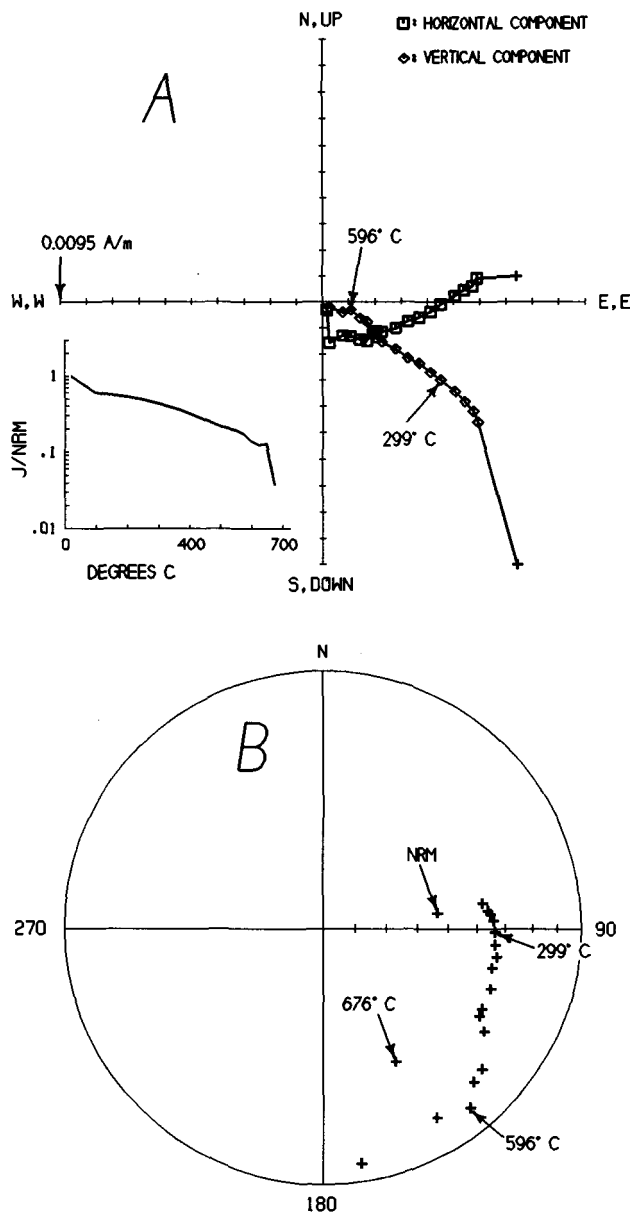 N,UP
□: HORIZONTAL COMPONENT
◇: VERTICAL COMPONENT
A
596° C
0.0095 A/m
W,W
E,E
299° C
J/NRM
1
.1
.01
0
400
700
DEGREES C
S,DOWN
N
B
NRM
270
90
299° C
676° C
596° C
180